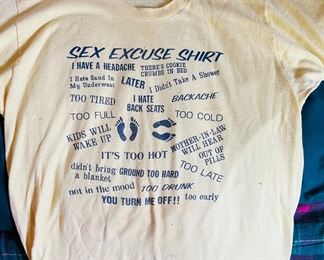 SEX EXCUSE SHIRT
I HAVE A HEADACHE
THERE'S COOKIE
CRUMBS IN BED
I Hate Sand In
My Underwear
LATER
I Didn't Take A Shower
TOO TIRED
I HATE
BACK SEATS
BACKACHE
TOO FULL
TOO COLD
KIDS WILL
WAKE UP
MOTHER-IN-LAW
WILL HEAR
IT'S TOO HOT
OUT OF
PILLS
didn't bring
a blanket
GROUND TOO HARD
TOO LATE
not in the mood
TOO DRUNK
too early
YOU TURN ME OFF!!